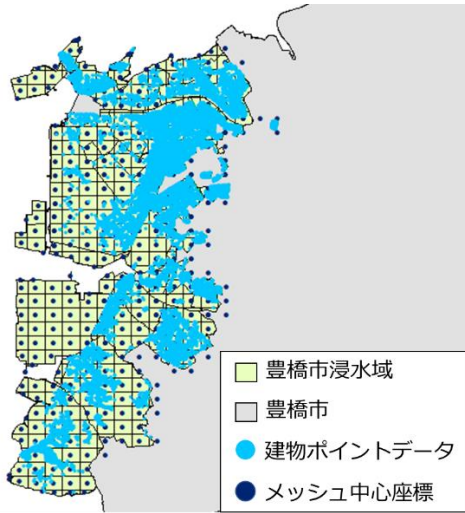 豊橋市浸水域
豊橋市
建物ポイントデータ
メッシュ中心座標